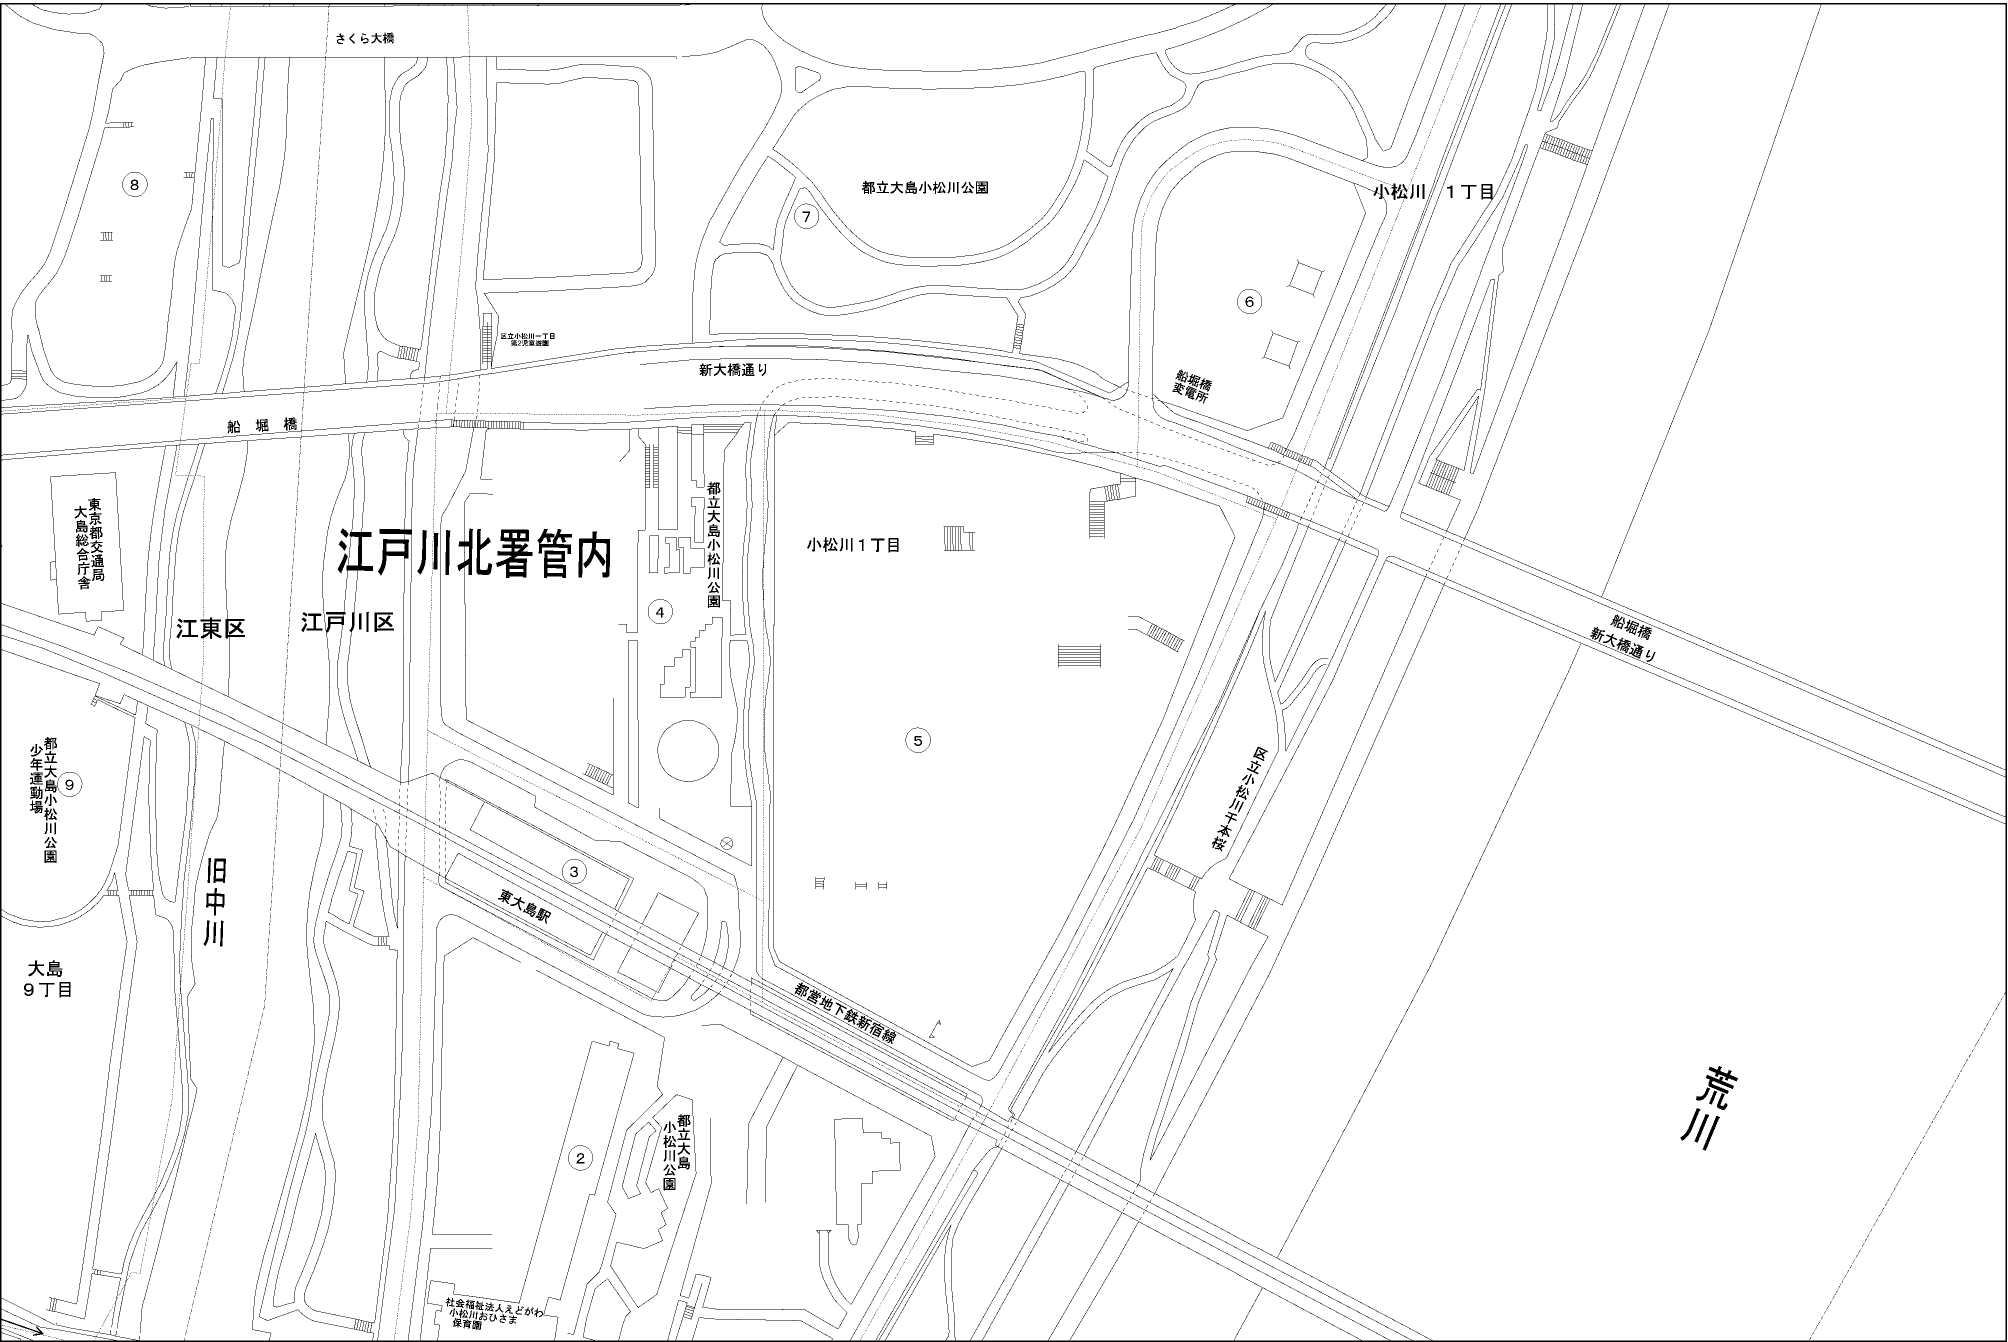 さくら大橋
⑧
都立大島小松川公園
⑦
小松川　１丁目
⑥
区立小松川一丁目
第2児童遊園
新大橋通り
船堀橋
変電所
船　堀　橋
東京都交通局
大島総合庁舎
都立大島小松川公園
江戸川北署管内
小松川１丁目
④
江東区
江戸川区
船堀橋
新大橋通り
⑤
都立大島小松川公園
少年運動場
⑨
区立小松川千本桜
旧中川
③
東大島駅
大島
９丁目
都営地下鉄新宿線
荒川
②
都立大島
小松川公園
社会福祉法人えどがわ
小松川おひさま
保育園